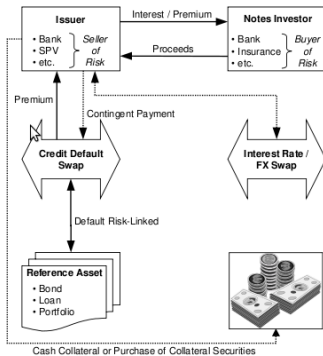 Issuer
• Bank
• SPV
• etc.
Seller
of
Risk
Interest / Premium
Proceeds
Notes Investor
• Bank
• Insurance
• etc.
Buyer
of
Risk
Premium
Contingent Payment
Credit Default
Swap
Interest Rate /
FX Swap
Default Risk-Linked
Reference Asset
• Bond
• Loan
• Portfolio
Cash Collateral or Purchase of Collateral Securities